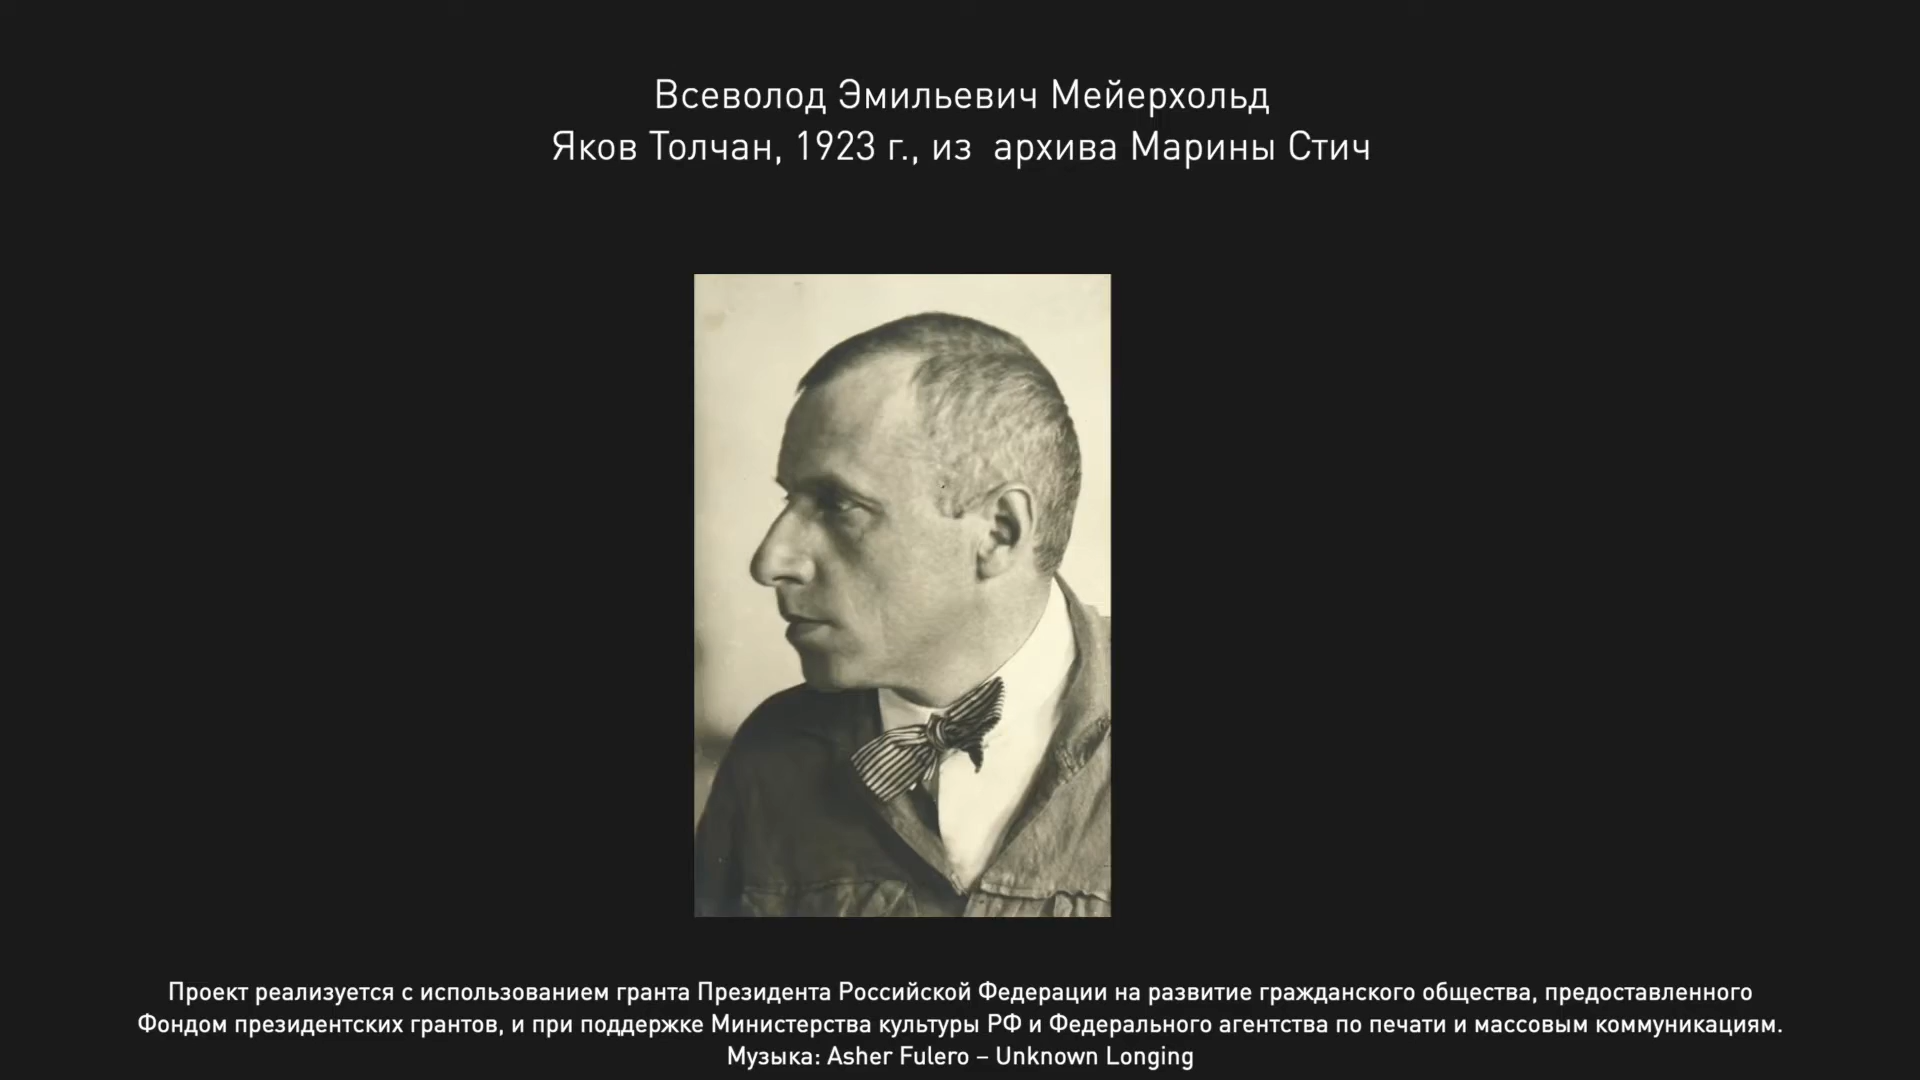 Всеволод Эмильевич Мейерхольд
Яков Толчан, 1923 г., из архива Марины Стич
Проект реализуется с использованием гранта Президента Российской Федерации на развитие гражданского общества, предоставленного
Фондом президентских грантов, и при поддержке Министерства культуры РФ и Федерального агентства по печати и массовым коммуникациям.
Музыка: Asher Fulero – Unknown Longing